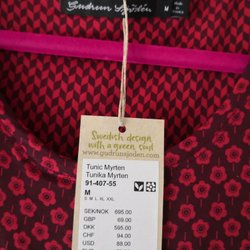 Gudrun Sjödén
M
Swedish design
with a green soul
www.gudrunsjoden.com
Tunic Myrten
Tunika Myrten
91-407-55
M
S M L XL XXL
SEK/NOK 695.00
GBP 69.00
DKK 595.00
CHF 94.00
USD 88.00